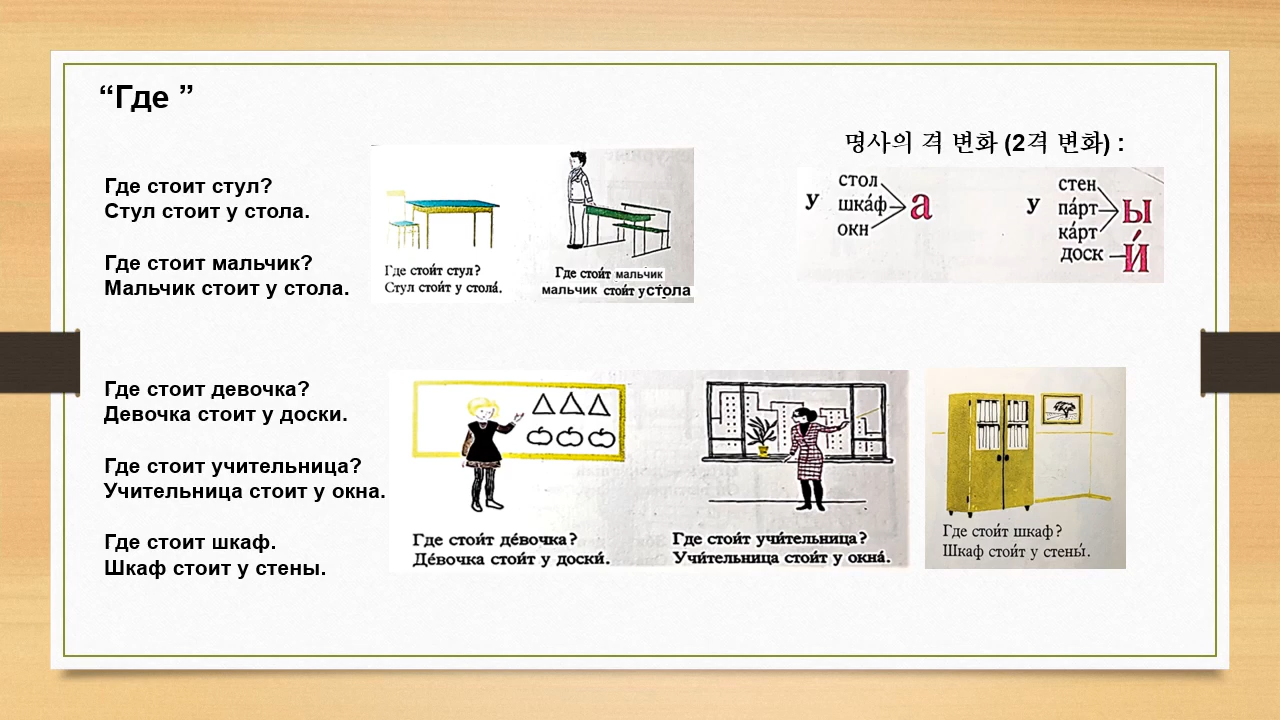 “Где ”
명사의 격 변화 (2격 변화) :
Где стоит стул?
Стул стоит у стола.
Где стоит мальчик?
Мальчик стоит у стола.
Где стои́т стул?
Стул стои́т у стола́.
Где стои́т мальчик
мальчик стои́т у стола
у
стол
шка́ф
окн
а
у
стен
па́рт
ка́рт
доск
ы
и́
Где стоит девочка?
Девочка стоит у доски.
Где стоит учительница?
Учительница стоит у окна.
Где стоит шкаф.
Шкаф стоит у стены.
Где стои́т де́вочка?
Де́вочка стои́т у доски́.
Где стои́т учи́тельница?
Учи́тельница стои́т у окна́.
Где стои́т шкаф?
Шкаф стои́т у стены́.